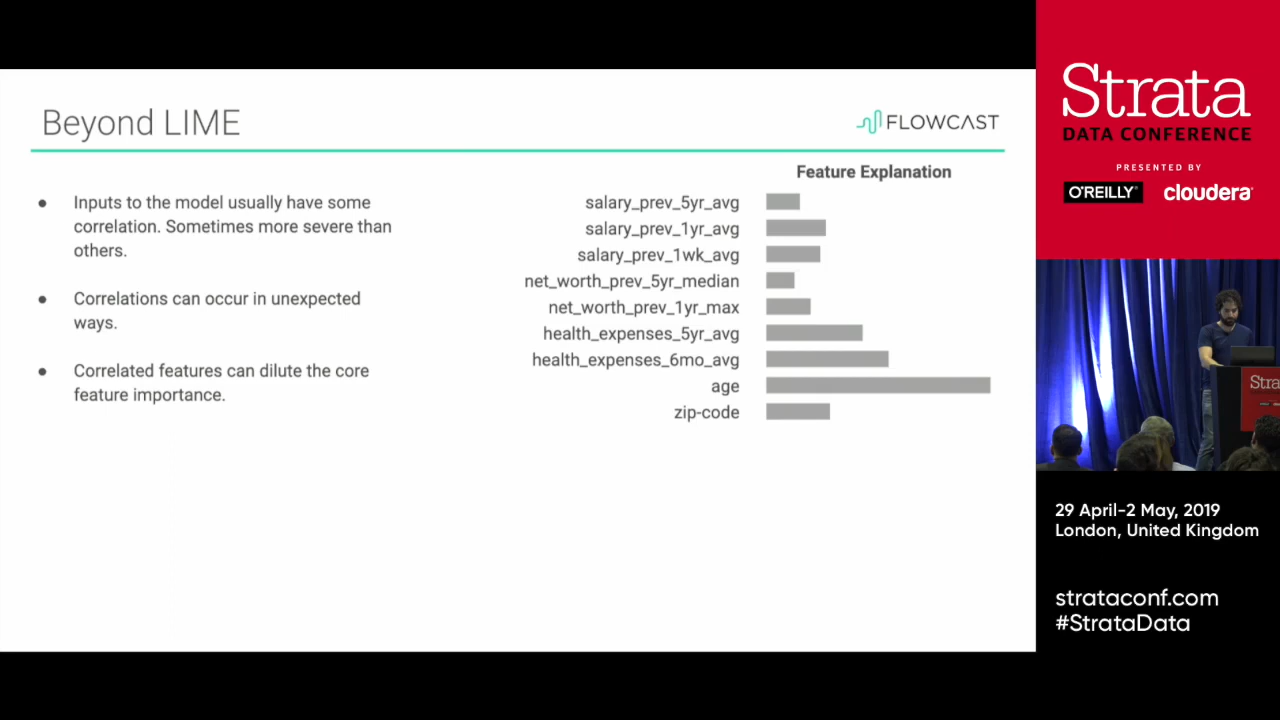 Beyond LIME
FLOWCAST
● Inputs to the model usually have some
correlation. Sometimes more severe than
others.
● Correlations can occur in unexpected
ways.
● Correlated features can dilute the core
feature importance.
Feature Explanation
salary_prev_5yr_avg
salary_prev_1yr_avg
salary_prev_1wk_avg
net_worth_prev_5yr_median
net_worth_prev_1yr_max
health_expenses_5yr_avg
health_expenses_6mo_avg
age
zip-code
Strata
DATA CONFERENCE
PRESENTED BY
O'REILLY® cloudera®
Stra
29 April-2 May, 2019
London, United Kingdom
strataconf.com
#StrataData